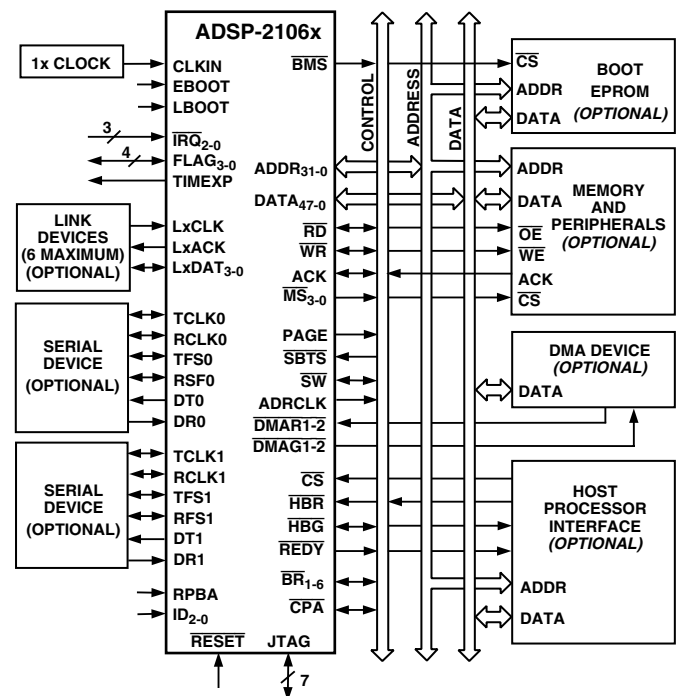 ADSP-2106x
1x CLOCK
CLKIN
EBOOT
LBOOT
3
IRQ2-0
4
FLAG3-0
TIMEXP
LINK
DEVICES
(6 MAXIMUM)
(OPTIONAL)
LxCLK
LxACK
LxDAT3-0
SERIAL
DEVICE
(OPTIONAL)
TCLK0
RCLK0
TFS0
RSF0
DT0
DR0
SERIAL
DEVICE
(OPTIONAL)
TCLK1
RCLK1
TFS1
RFS1
DT1
DR1
RPBA
ID2-0
RESET
JTAG
7
BMS
ADDR31-0
DATA47-0
RD
WR
ACK
MS3-0
PAGE
SBTS
SW
ADRCLK
DMAR1-2
DMAG1-2
CS
HBR
HBG
REDY
BR1-6
CPA
CONTROL
ADDRESS
DATA
CS
ADDR
DATA
BOOT
EPROM
(OPTIONAL)
ADDR
DATA
OE
WE
ACK
CS
MEMORY
AND
PERIPHERALS
(OPTIONAL)
DMA DEVICE
(OPTIONAL)
DATA
HOST
PROCESSOR
INTERFACE
(OPTIONAL)
ADDR
DATA